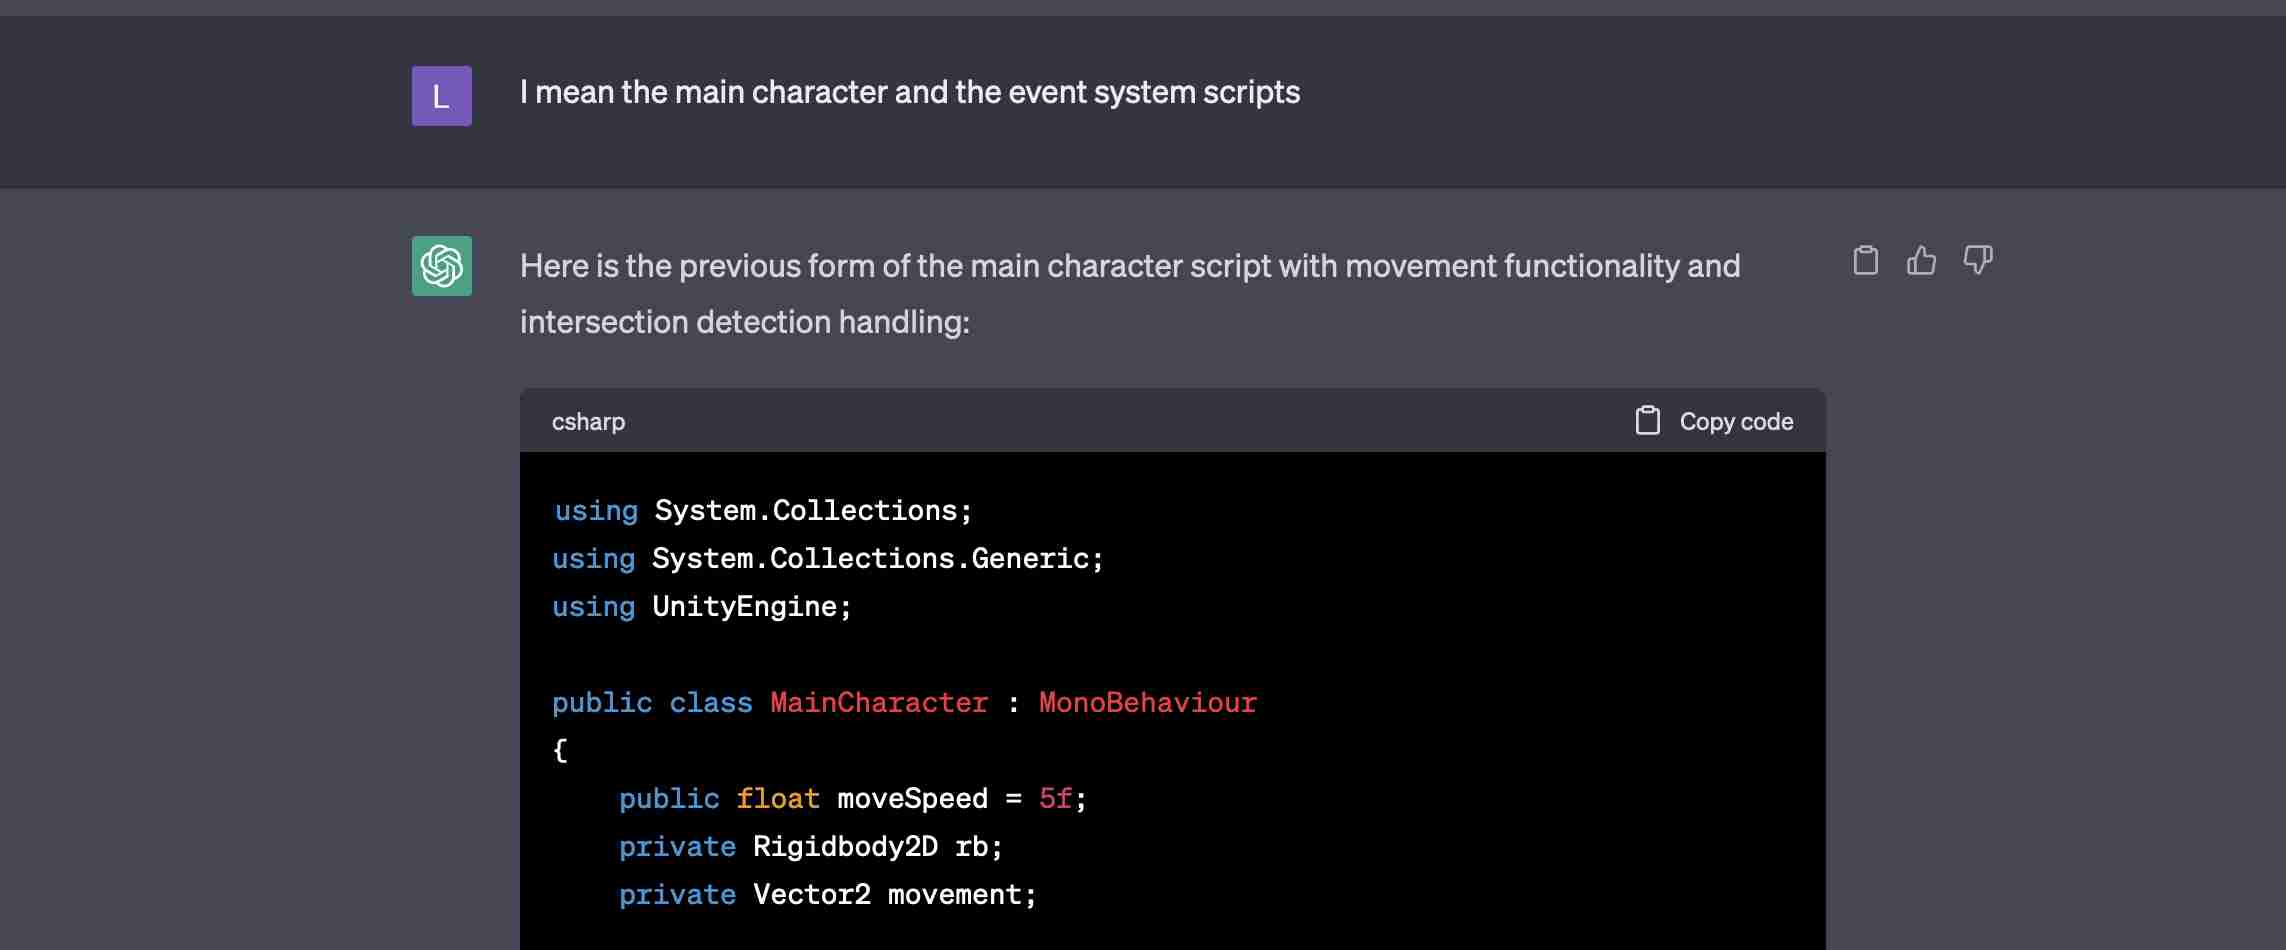 L
I mean the main character and the event system scripts
Here is the previous form of the main character script with movement functionality and
intersection detection handling:
csharp
Copy code
using System.Collections;
using System.Collections.Generic;
using UnityEngine;
public class MainCharacter : MonoBehaviour
{
    public float moveSpeed = 5f;
    private Rigidbody2D rb;
    private Vector2 movement;